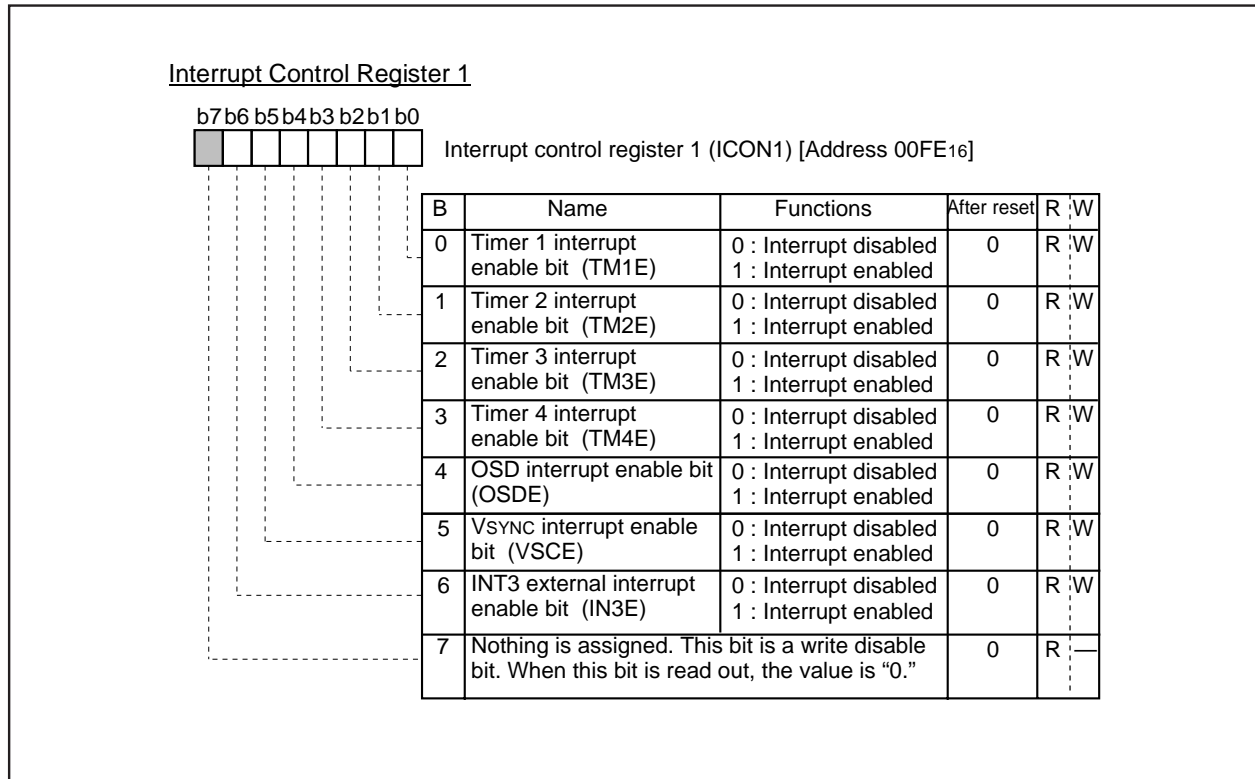 Interrupt Control Register 1
b7 b6 b5 b4 b3 b2 b1 b0
Interrupt control register 1 (ICON1) [Address 00FE16]
B Name Functions After reset R W
0 Timer 1 interrupt enable bit (TM1E) 0 : Interrupt disabled 0 R W
1 : Interrupt enabled
1 Timer 2 interrupt enable bit (TM2E) 0 : Interrupt disabled 0 R W
1 : Interrupt enabled
2 Timer 3 interrupt enable bit (TM3E) 0 : Interrupt disabled 0 R W
1 : Interrupt enabled
3 Timer 4 interrupt enable bit (TM4E) 0 : Interrupt disabled 0 R W
1 : Interrupt enabled
4 OSD interrupt enable bit (OSDE) 0 : Interrupt disabled 0 R W
1 : Interrupt enabled
5 VSYNC interrupt enable bit (VSCE) 0 : Interrupt disabled 0 R W
1 : Interrupt enabled
6 INT3 external interrupt enable bit (IN3E) 0 : Interrupt disabled 0 R W
1 : Interrupt enabled
7 Nothing is assigned. This bit is a write disable 0 R —
bit. When this bit is read out, the value is “0.”